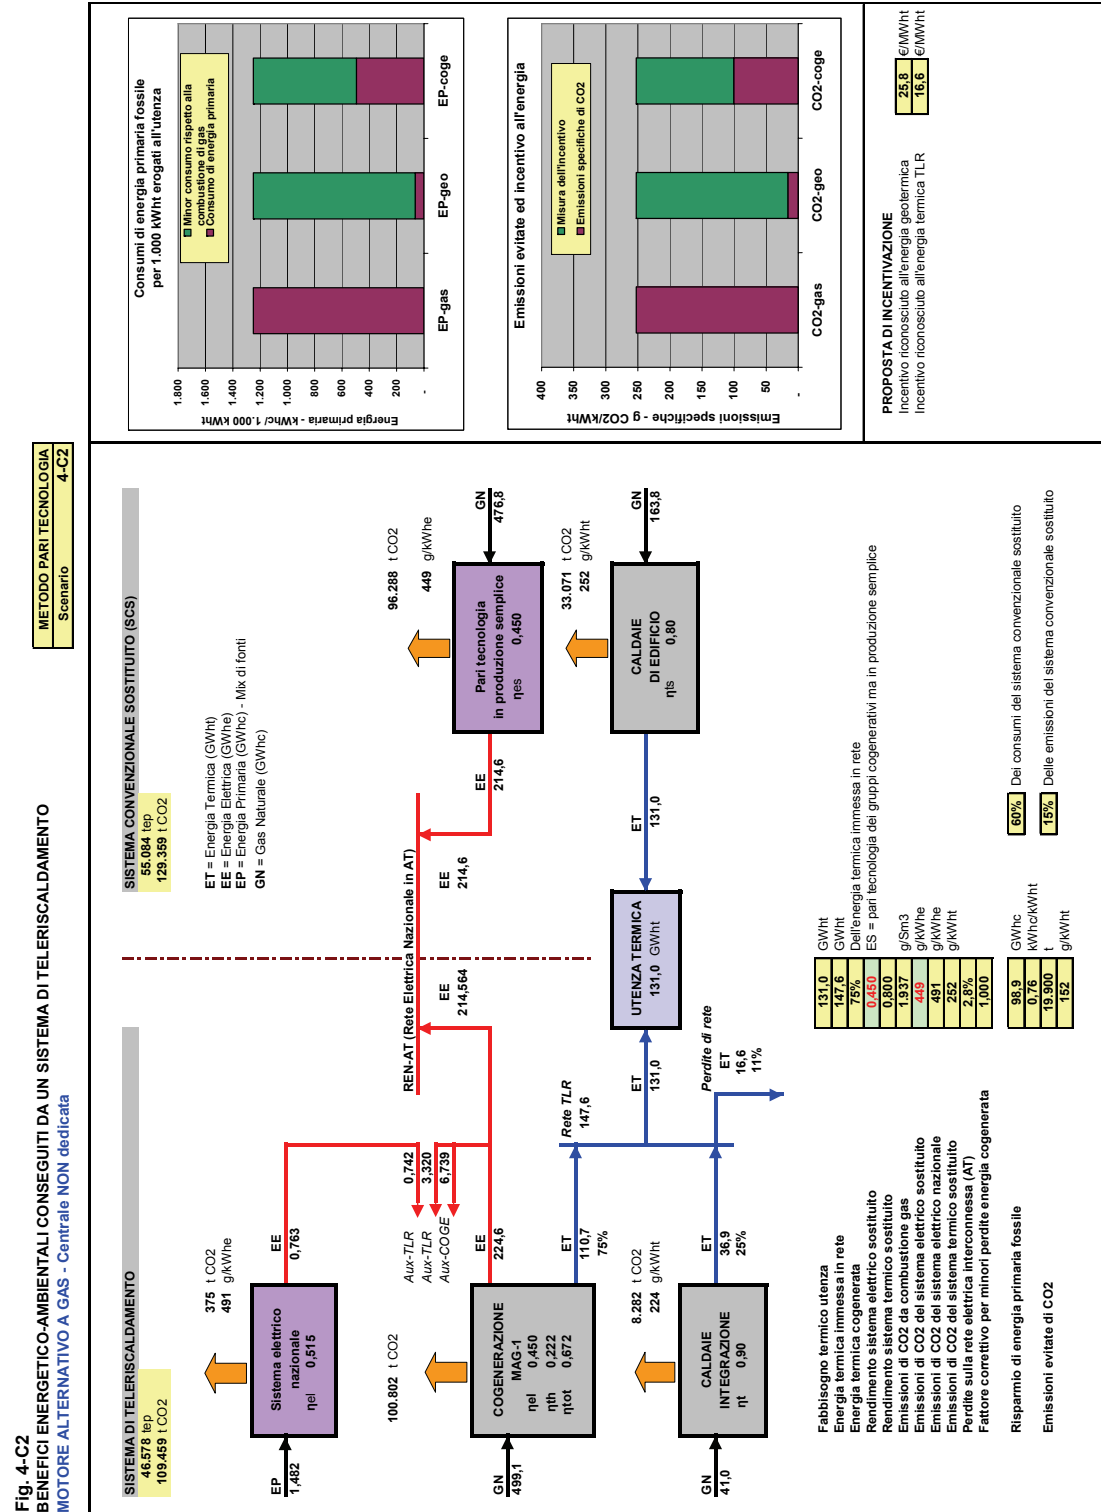 Fig. 4-C2
BENEFICI ENERGETICO-AMBIENTALI CONSEGUITI DA UN SISTEMA DI TELERISCALDAMENTO
MOTORE ALTERNATIVO A GAS - Centrale NON dedicata
METODO PARI TECNOLOGIA
Scenario 4-C2
SISTEMA DI TELERISCALDAMENTO
46.578 tep
109.459 t CO2
SISTEMA CONVENZIONALE SOSTITUITO (SCS)
55.084 tep
129.359 t CO2
ET = Energia Termica (GWht)
EE = Energia Elettrica (GWhe)
EP = Energia Primaria (GWhc) - Mix di fonti
GN = Gas Naturale (GWhc)
375 t CO2
491 g/kWhe
EP
1,482
Sistema elettrico
nazionale
ηel 0,515
EE
0,763
REN-AT (Rete Elettrica Nazionale in AT)
EE
214,564
EE
214,6
EE
214,6
96.288 t CO2
449 g/kWhe
Pari tecnologia
in produzione semplice
ηes 0,450
GN
476,8
Aux-TLR 0,742
Aux-TLR 3,320
Aux-COGE 6,739
100.802 t CO2
GN
499,1
COGENERAZIONE
MAG-1
ηel 0,450
ηth 0,222
ηtot 0,672
EE
224,6
ET
110,7
75%
Rete TLR
147,6
ET
131,0
UTENZA TERMICA
131,0 GWht
ET
131,0
33.071 t CO2
252 g/kWht
CALDAIE
DI EDIFICIO
ηts 0,80
GN
163,8
8.282 t CO2
224 g/kWht
GN
41,0
CALDAIE
INTEGRAZIONE
ηt 0,90
ET
36,9
25%
Perdite di rete
ET
16,6
11%
Fabbisogno termico utenza 131,0 GWht
Energia termica immessa in rete 147,6 GWht
Energia termica cogenerata 75% Dell'energia termica immessa in rete
Rendimento sistema elettrico sostituito 0,450 ES = pari tecnologia dei gruppi cogenerativi ma in produzione semplice
Rendimento sistema termico sostituito 0,800
Emissioni di CO2 da combustione gas 1.937 g/Sm3
Emissioni di CO2 del sistema elettrico sostituito 449 g/kWhe
Emissioni di CO2 del sistema elettrico nazionale 491 g/kWhe
Emissioni di CO2 del sistema termico sostituito 252 g/kWht
Perdite sulla rete elettrica interconnessa (AT) 2,8%
Fattore correttivo per minori perdite energia cogenerata 1,000
Risparmio di energia primaria fossile 98,9 GWhc 60% Dei consumi del sistema convenzionale sostituito
0,76 kWhc/kWht
Emissioni evitate di CO2 19.900 t 15% Delle emissioni del sistema convenzionale sostituito
152 g/kWht
Consumi di energia primaria fossile
per 1.000 kWht erogati all'utenza
Minor consumo rispetto alla
combustione di gas
Consumo di energia primaria
Energia primaria - kWhc/ 1.000 kWht
1.800
1.600
1.400
1.200
1.000
800
600
400
200
-
EP-gas EP-geo EP-coge
Emissioni evitate ed incentivo all'energia
Misura dell'incentivo
Emissioni specifiche di CO2
Emissioni specifiche - g CO2/kWht
400
350
300
250
200
150
100
50
-
CO2-gas CO2-geo CO2-coge
PROPOSTA DI INCENTIVAZIONE
Incentivo riconosciuto all'energia geotermica 25,8 €/MWht
Incentivo riconosciuto all'energia termica TLR 16,6 €/MWht